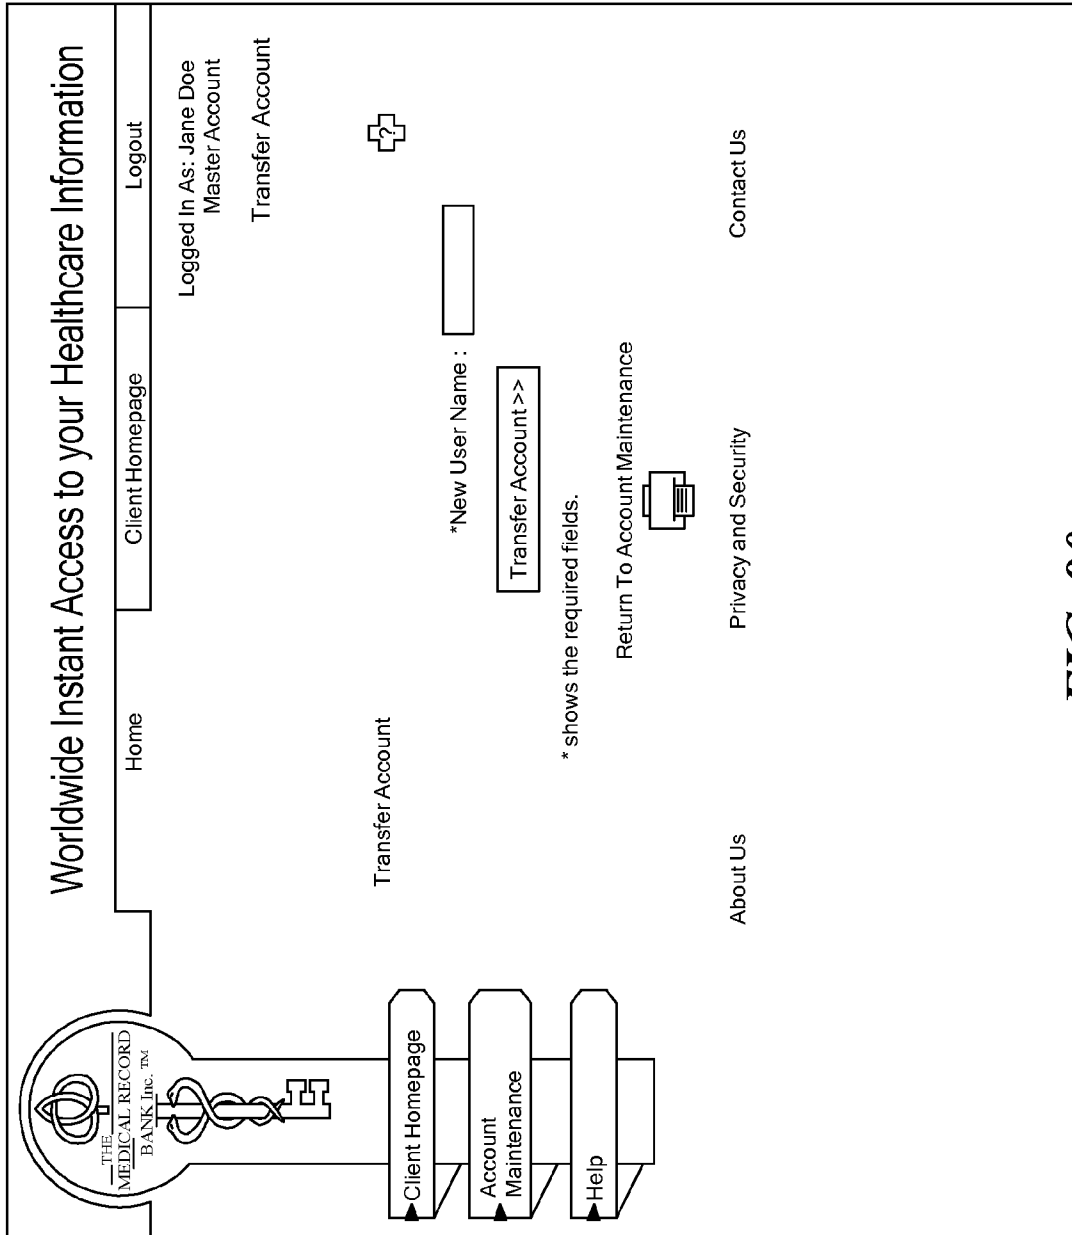 Worldwide Instant Access to your Healthcare Information
THE
MEDICAL RECORD
BANK Inc. ™
Home
Client Homepage
Logout
Logged In As: Jane Doe
Master Account
Transfer Account
Client Homepage
Account
Maintenance
Help
Transfer Account
?
*New User Name :
Transfer Account>>
* shows the required fields.
Return To Account Maintenance
About Us
Privacy and Security
Contact Us